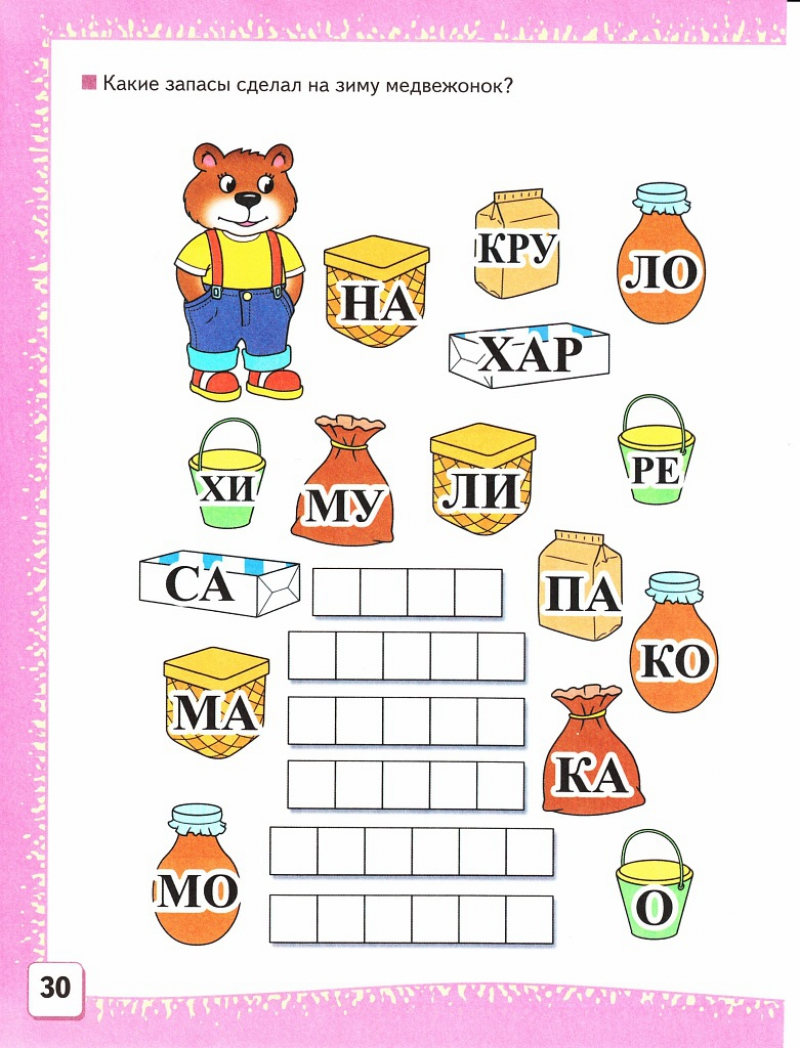 Какие запасы сделал на зиму медвежонок?
КРУ
ЛО
НА
ХАР
РЕ
ХИ
МУ
ЛИ
СА
ПА
КО
МА
КА
МО
О
30